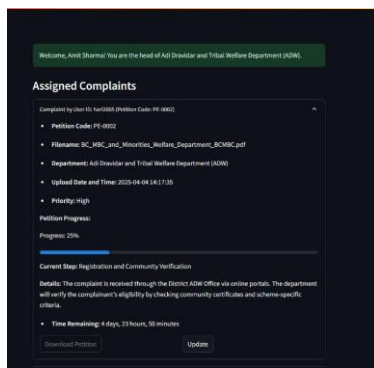 Welcome, Amit Sharma! You are the head of Adi Dravidar and Tribal Welfare Department (ADW).
Assigned Complaints
Complaint by User ID: hari2005 (Petition Code: PE-0002)
• Petition Code: PE-0002
• Filename: BC_MBC_and_Minorities_Welfare_Department_BCMBC.pdf
• Department: Adi Dravidar and Tribal Welfare Department (ADW)
• Upload Date and Time: 2025-04-04 14:17:35
• Priority: High
Petition Progress:
Progress: 25%
Current Step: Registration and Community Verification
Details: The complaint is received through the District ADW Office via online portals. The department
will verify the complainant's eligibility by checking community certificates and scheme-specific
criteria.
• Time Remaining: 4 days, 23 hours, 50 minutes
Download Petition
Update